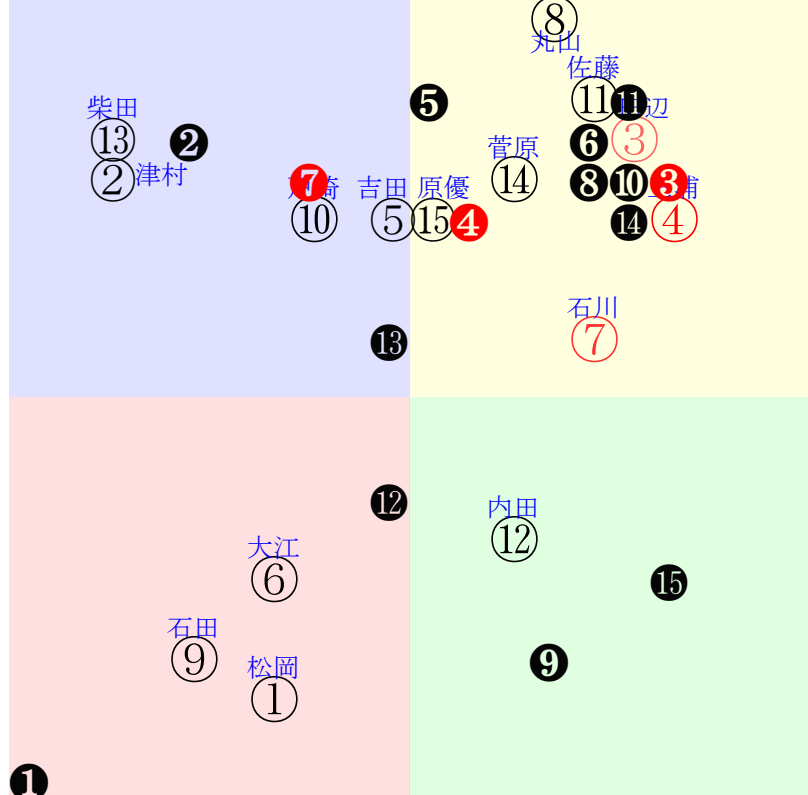 ⑧
丸山
佐藤
⑪ ⓫
柴田
❺
辺
⑬ ❷
菅原
❻ ③
② 津村
❼ 崎
吉田 原優
⑭
❽ ❿ ❸ 浦
⑩
⑤ ⑮ ❹
⓮ ④
石川
⓭
⑦
⓬
内田
⑫
大江
⑥
⓯
石田
⑨
❾
松岡
①
❶